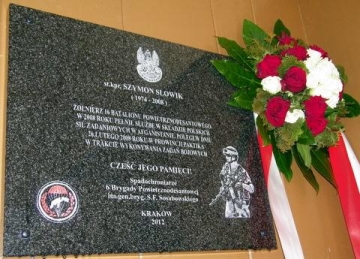 st.kpr. SZYMON SŁOWIK
( 1974 - 2008 )
ŻOŁNIERZ 16 BATALIONU POWIETRZNODESANTOWEGO
W 2008 ROKU PEŁNIŁ SŁUŻBĘ W SKŁADZIE POLSKICH
SIŁ ZADANIOWYCH W AFGANISTANIE. POLEGŁ W DNIU
26 LUTEGO 2008 ROKU W PROWINCJI PAKTIKA
W TRAKCIE WYKONYWANIA ZADAŃ BOJOWYCH
CZEŚĆ JEGO PAMIĘCI!
Spadochroniarze
6 Brygady Powietrznodesantowej
im.gen.bryg. S.F. Sosabowskiego
KRAKÓW
2012